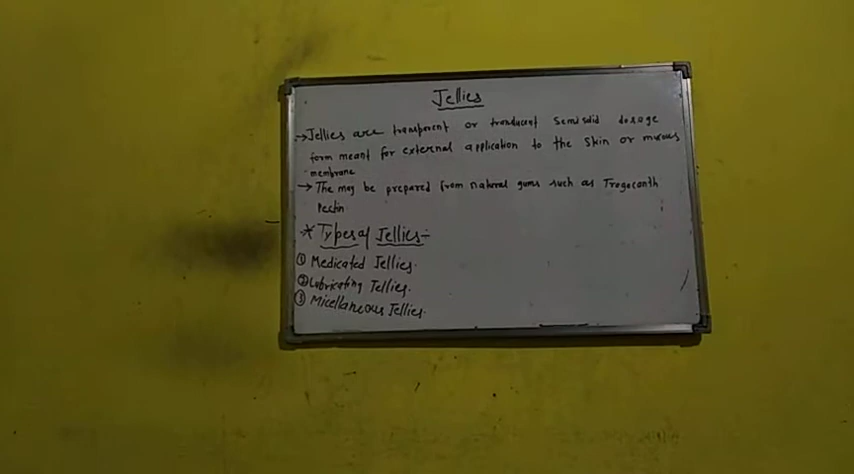 Jellies
→ Jellies are transparent or tranlucent semisolid dosage
form meant for external application to the skin or mucous
membrane
→ The may be prepared from natural gums such as Tragacanth
Pectin
* Types of Jellies:-
① Medicated Jellies.
② Lubricating Jellies.
③ Micellaneous Jellies.